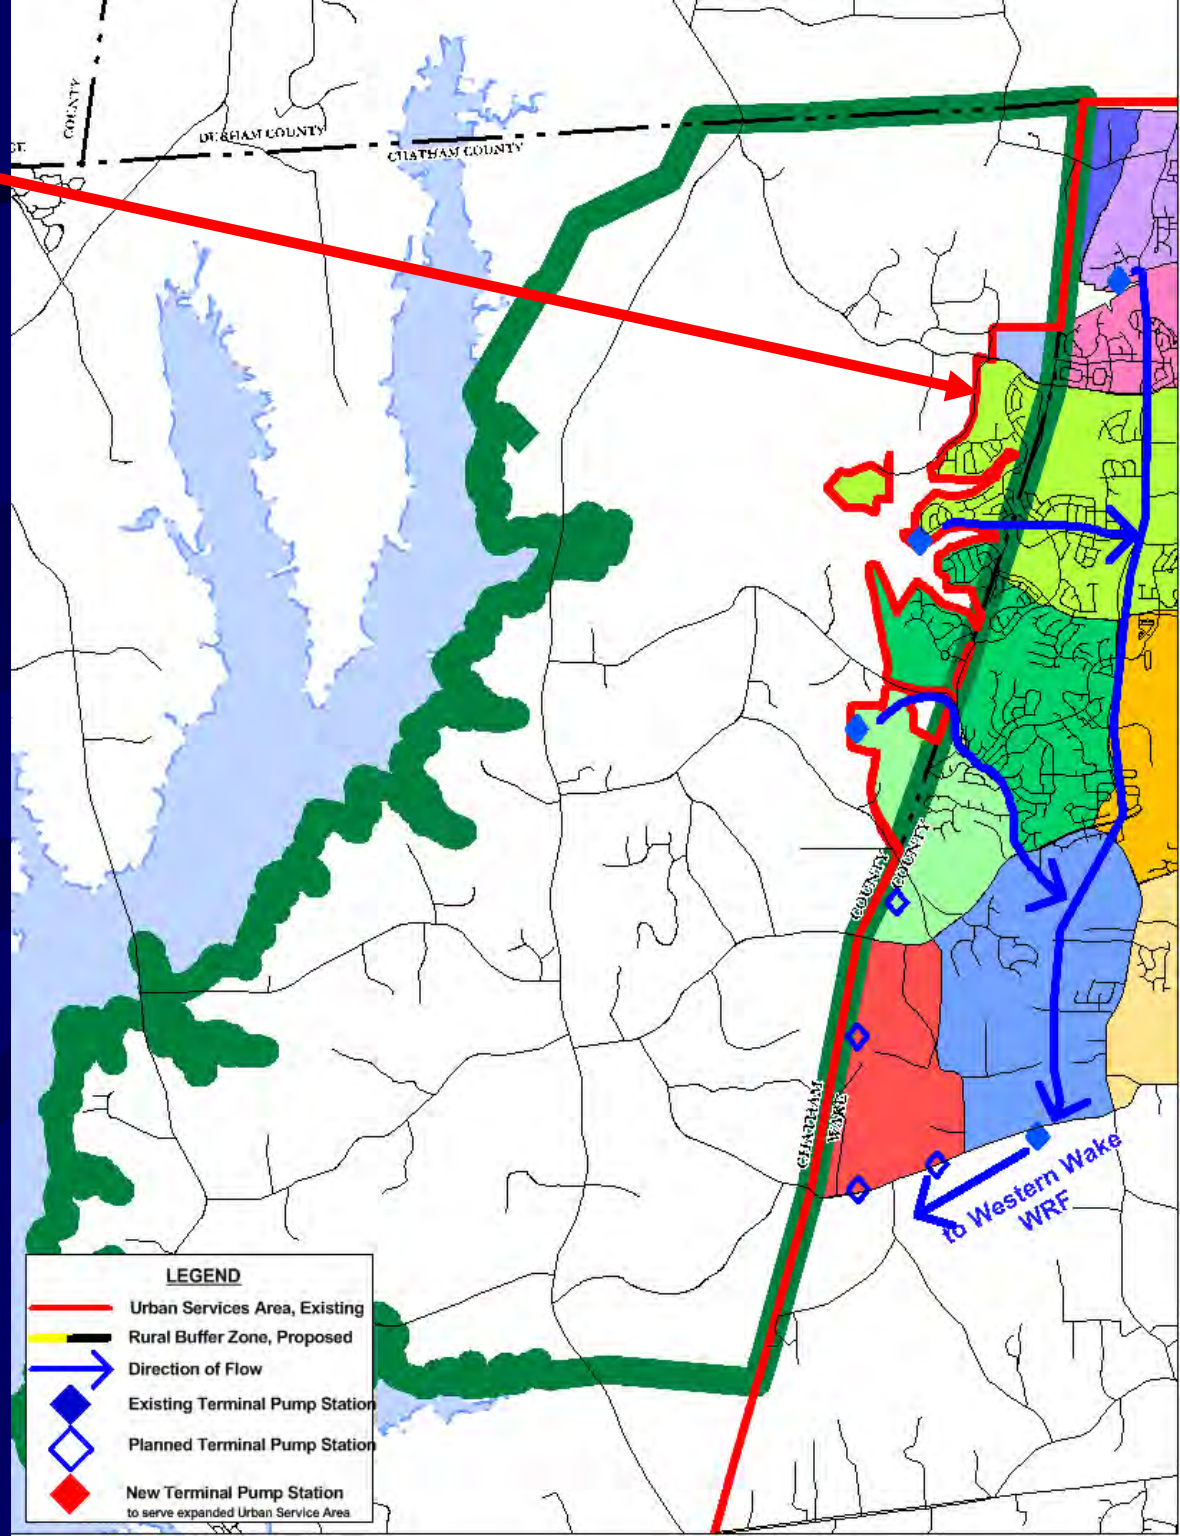 COUNTY
DURHAM COUNTY
CHATHAM COUNTY
COUNTY
COUNTY
CHATHAM
WAKE
to Western Wake
WRF
LEGEND
Urban Services Area, Existing
Rural Buffer Zone, Proposed
Direction of Flow
Existing Terminal Pump Station
Planned Terminal Pump Station
New Terminal Pump Station
to serve expanded Urban Service Area